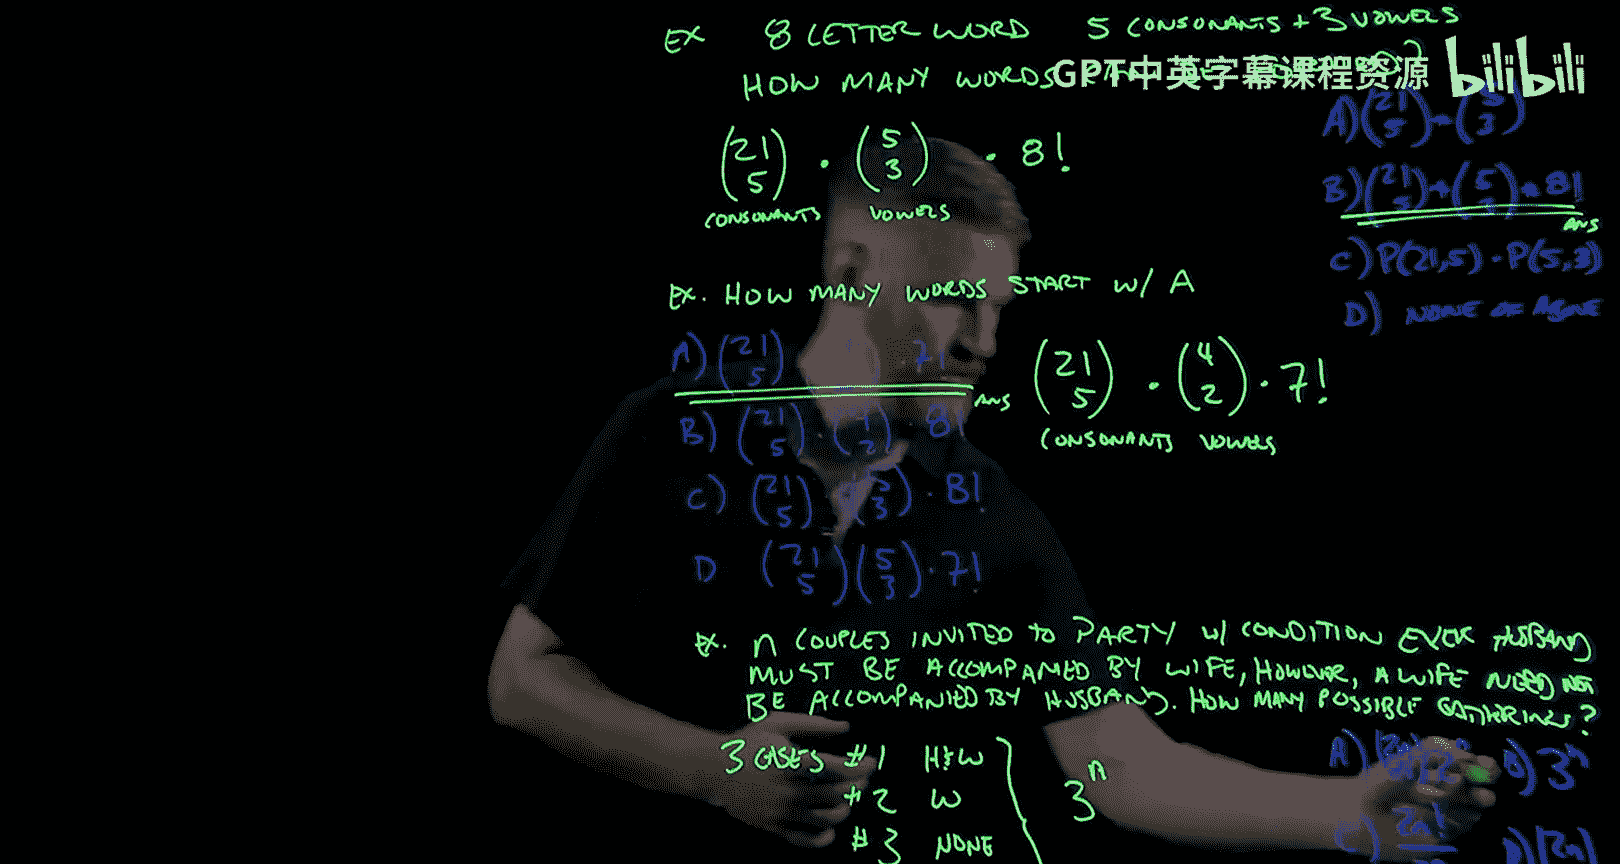 EX 8 LETTER WORD 5 CONSONANTS + 3 VOWELS
HOW MANY WORDS
GPT中英字幕课程资源 bilibili
(21 5) · (5 3) · 8!
CONSONANTS VOWELS
A) (21 5) (5 3)
B) (21 5) (5 3) 8!
ANS
C) P(21,5) · P(5,3)
D) NONE OF ABOVE
EX. HOW MANY WORDS START W/ A
A) (21 5) · 7!
ANS
(21 5) · (4 2) · 7!
CONSONANTS VOWELS
B) (21 5) · (4 2) · 8!
C) (21 5) (5 3) · 8!
D (21 5) (5 3) · 7!
EX. n COUPLES INVITED TO PARTY W/ CONDITION HUSBAND
MUST BE ACCOMPANIED BY WIFE, HOWEVER, A WIFE NEED NOT
BE ACCOMPANIED BY HUSBAND. HOW MANY POSSIBLE GATHERINGS?
3 CASES #1 H&W
#2 W
#3 NONE
3^n
A)
B) 3^n
C) 2n!
D) (2n)